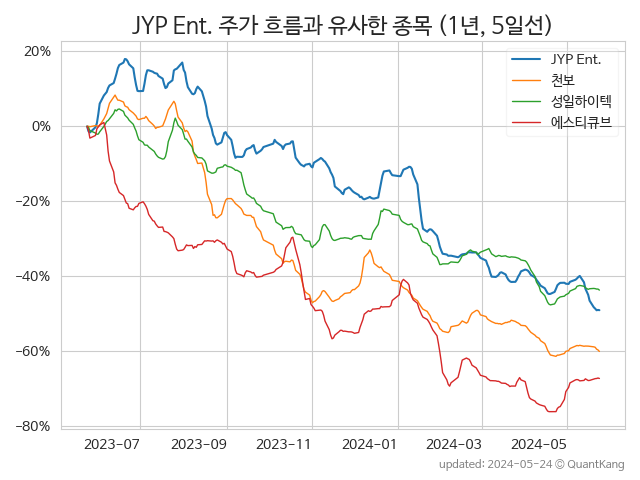 JYP Ent. 주가 흐름과 유사한 종목 (1년, 5일선)
JYP Ent.
천보
성일하이텍
에스티큐브
20%
0%
−20%
−40%
−60%
−80%
2023-07
2023-09
2023-11
2024-01
2024-03
2024-05
updated: 2024-05-24 © QuantKang